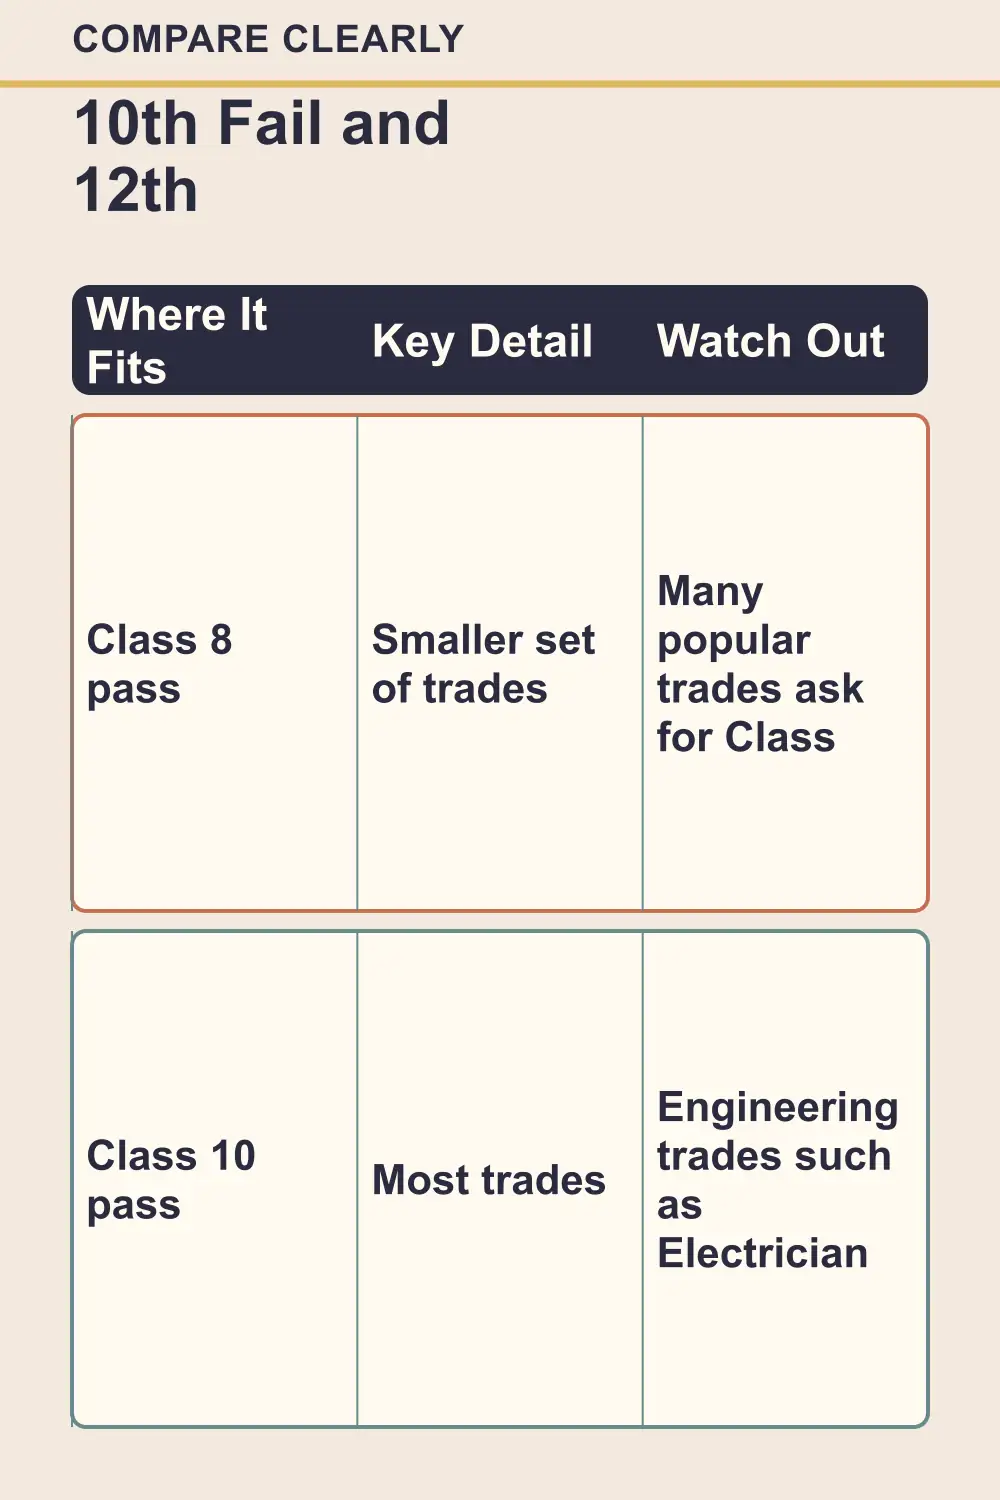 COMPARE CLEARLY
10th Fail and
12th
Where It
Fits
Key Detail
Watch Out
Class 8
pass
Smaller set
of trades
Many
popular
trades ask
for Class
Class 10
pass
Most trades
Engineering
trades such
as
Electrician